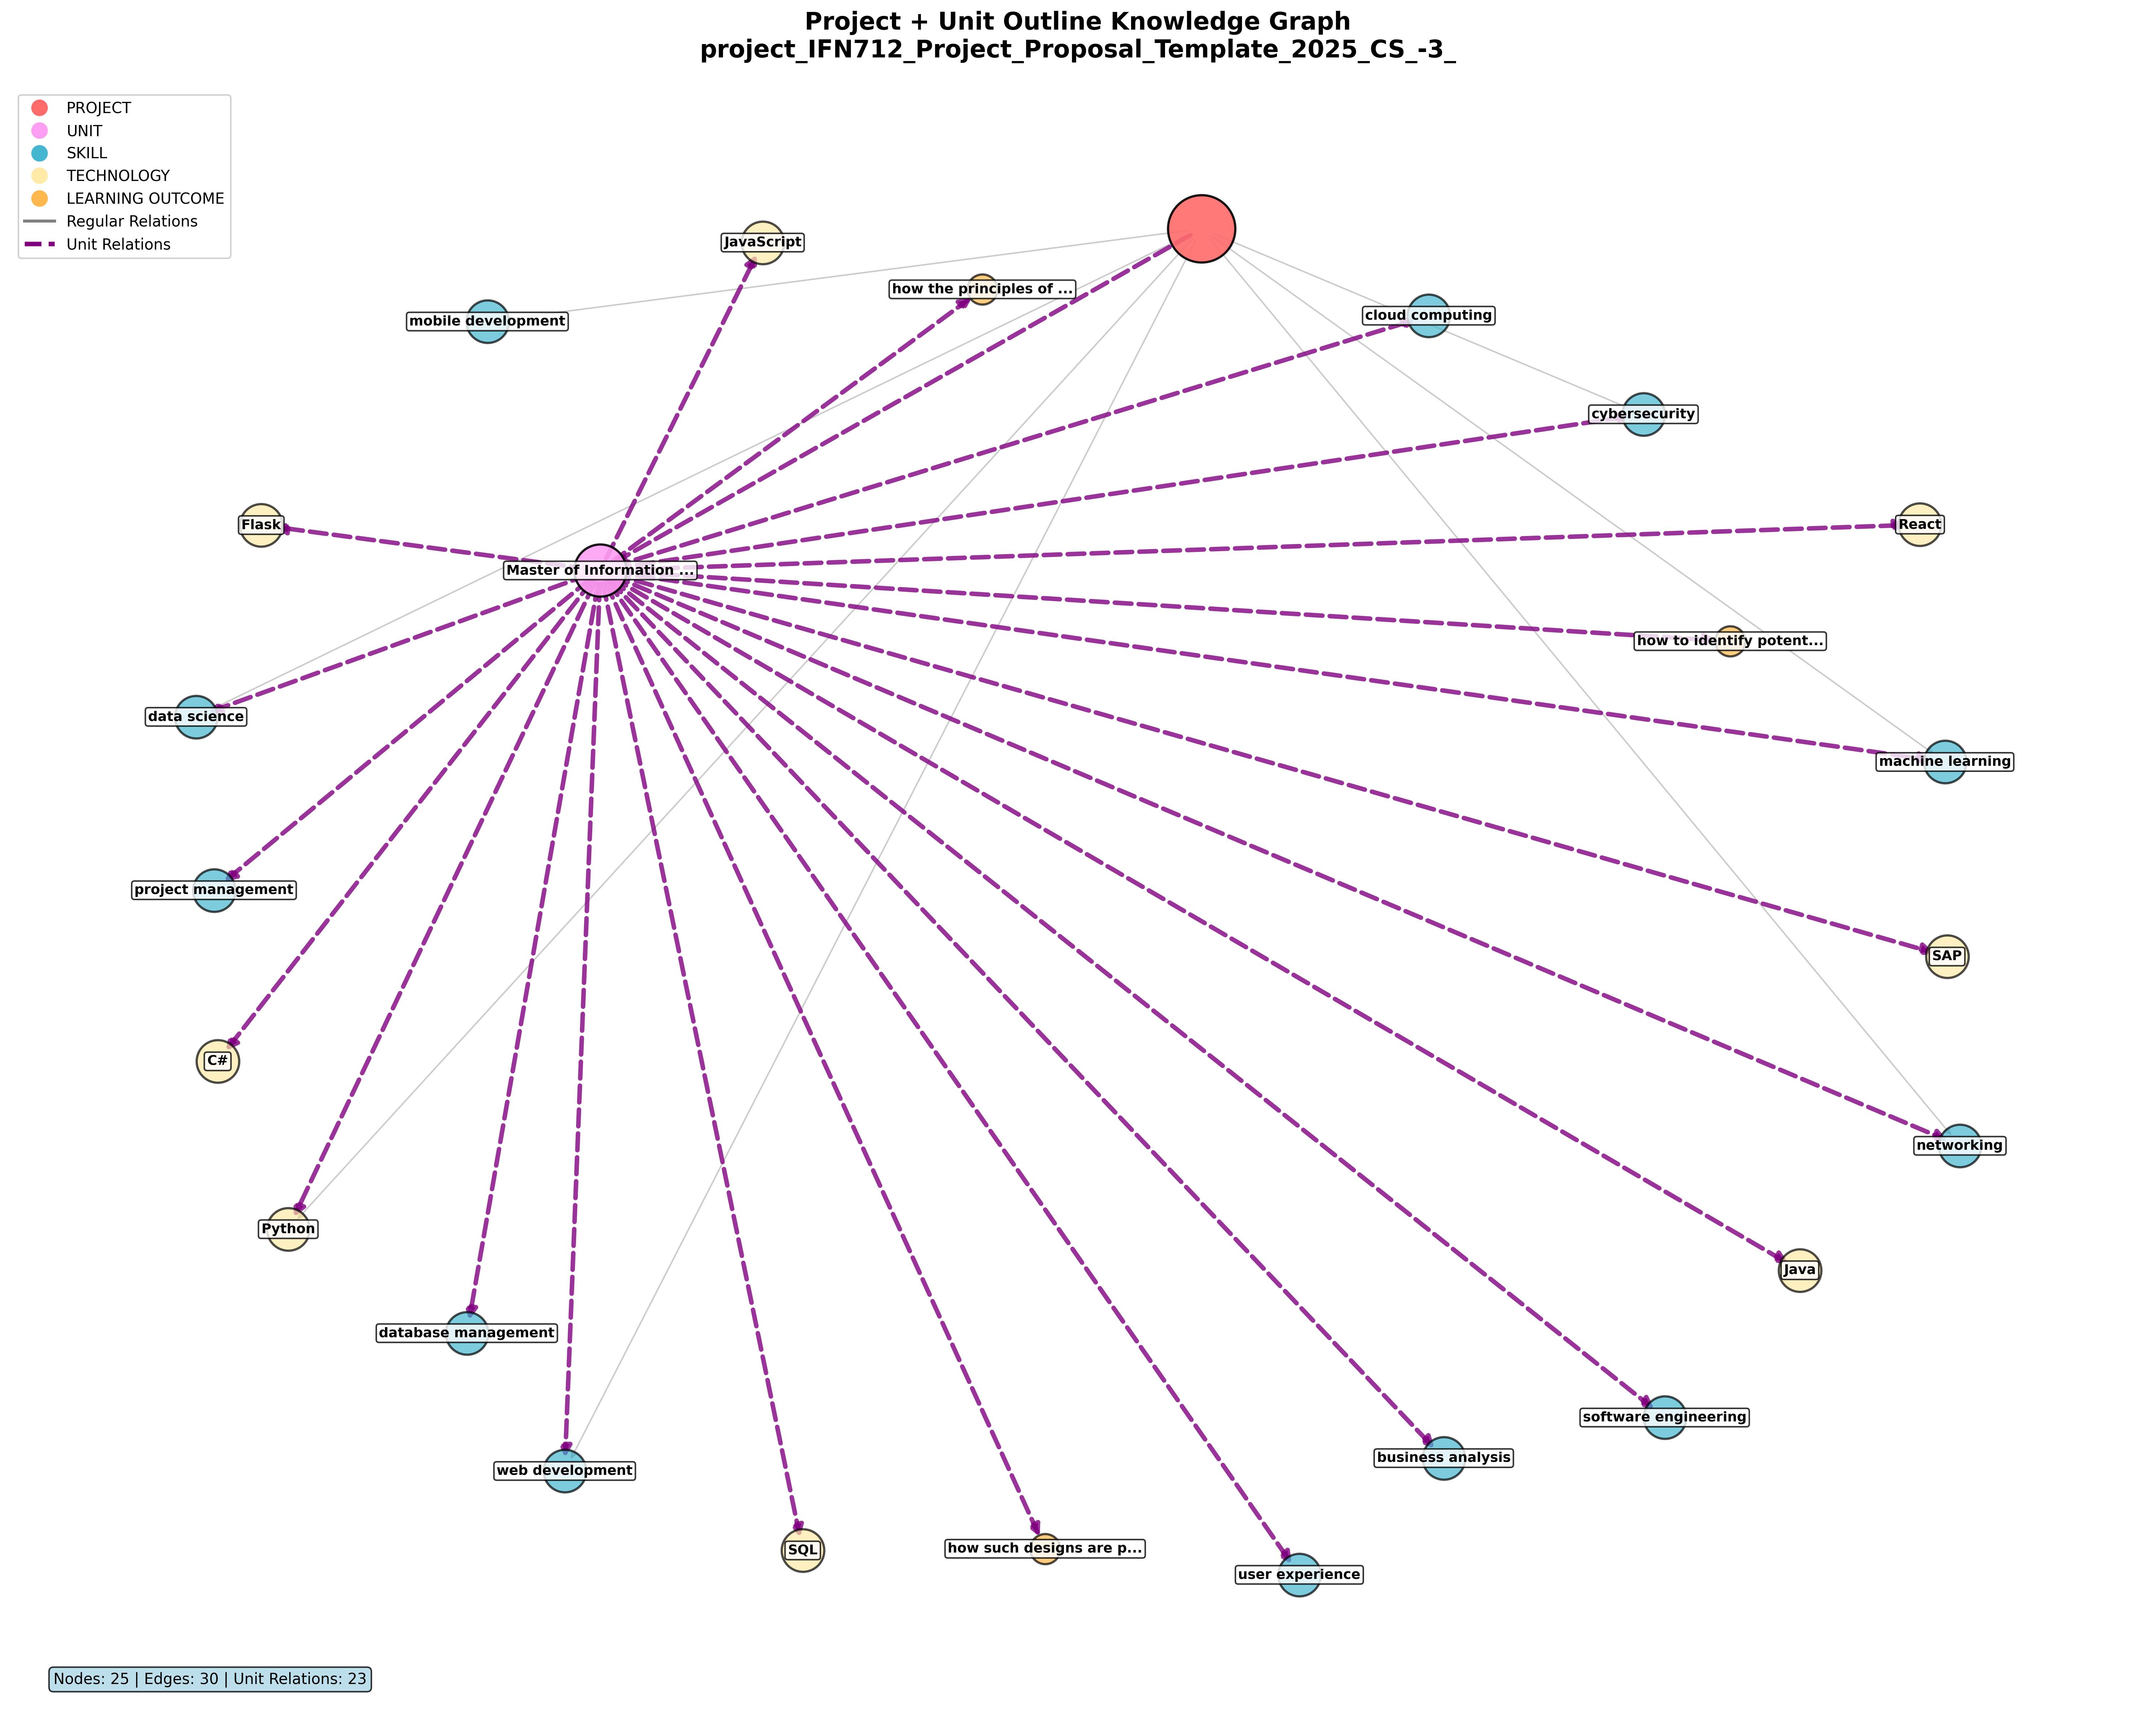 Project + Unit Outline Knowledge Graph
project_IFN712_Project_Proposal_Template_2025_CS_-3_
PROJECT
UNIT
SKILL
TECHNOLOGY
LEARNING OUTCOME
Regular Relations
Unit Relations
JavaScript
how the principles of ...
mobile development
cloud computing
cybersecurity
Flask
React
Master of Information ...
how to identify potent...
data science
machine learning
project management
SAP
C#
networking
Python
Java
database management
software engineering
business analysis
web development
SQL
how such designs are p...
user experience
Nodes: 25 | Edges: 30 | Unit Relations: 23